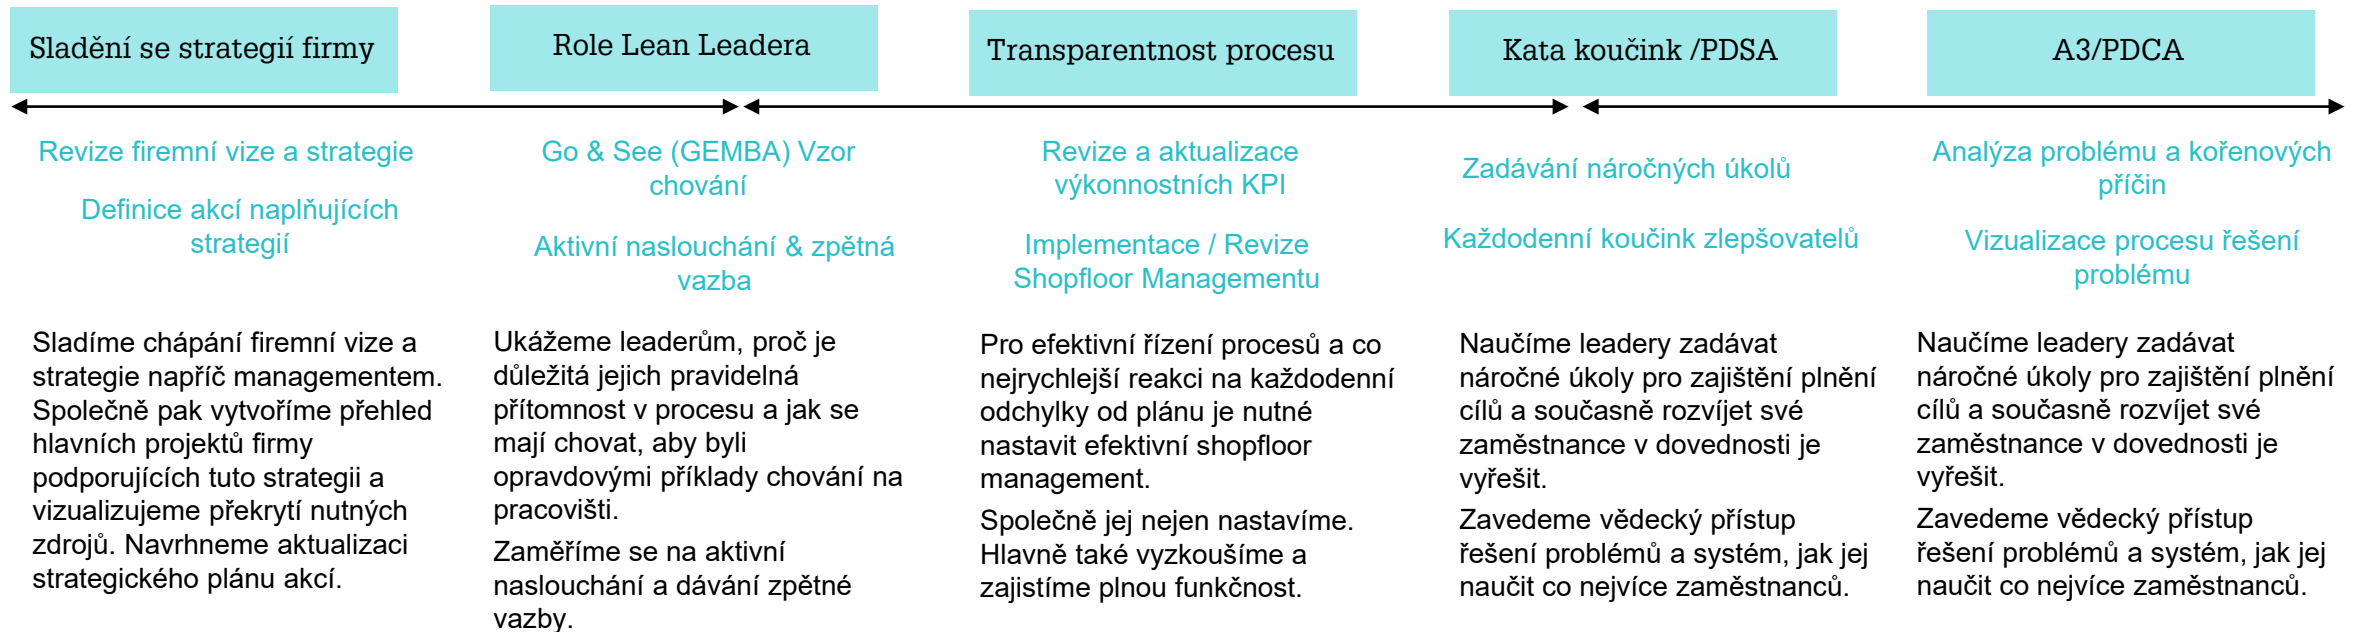 Sladění se strategií firmy
Role Lean Leadera
Transparentnost procesu
Kata koučink /PDSA
A3/PDCA
Revize firemní vize a strategie
Definice akcí naplňujících
strategií
Go & See (GEMBA) Vzor
chování
Aktivní naslouchání & zpětná
vazba
Revize a aktualizace
výkonnostních KPI
Implementace / Revize
Shopfloor Managementu
Zadávání náročných úkolů
Každodenní koučink zlepšovatelů
Analýza problému a kořenových
příčin
Vizualizace procesu řešení
problému
Sladíme chápání firemní vize a
strategie napříč managementem.
Společně pak vytvoříme přehled
hlavních projektů firmy
podporujících tuto strategii a
vizualizujeme překrytí nutných
zdrojů. Navrhneme aktualizaci
strategického plánu akcí.
Ukážeme leaderům, proč je
důležitá jejich pravidelná
přítomnost v procesu a jak se
mají chovat, aby byli
opravdovými příklady chování na
pracovišti.
Zaměříme se na aktivní
naslouchání a dávání zpětné
vazby.
Pro efektivní řízení procesů a co
nejrychlejší reakci na každodenní
odchylky od plánu je nutné
nastavit efektivní shopfloor
management.
Společně jej nejen nastavíme.
Hlavně také vyzkoušíme a
zajistíme plnou funkčnost.
Naučíme leadery zadávat
náročné úkoly pro zajištění plnění
cílů a současně rozvíjet své
zaměstnance v dovednosti je
vyřešit.
Zavedeme vědecký přístup
řešení problémů a systém, jak jej
naučit co nejvíce zaměstnanců.
Naučíme leadery zadávat
náročné úkoly pro zajištění plnění
cílů a současně rozvíjet své
zaměstnance v dovednosti je
vyřešit.
Zavedeme vědecký přístup
řešení problémů a systém, jak jej
naučit co nejvíce zaměstnanců.